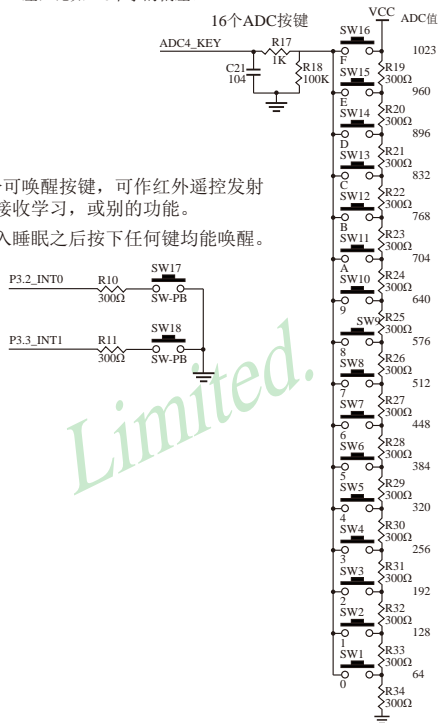 16个ADC按键
VCC
ADC值
ADC4_KEY
R17
1K
C21
104
R18
100K
SW16
F
1023
R19
300Ω
SW15
E
960
R20
300Ω
SW14
D
896
R21
300Ω
SW13
C
832
R22
300Ω
SW12
B
768
R23
300Ω
SW11
A
704
R24
300Ω
SW10
9
640
R25
300Ω
SW9
8
576
R26
300Ω
SW8
7
512
R27
300Ω
SW7
6
448
R28
300Ω
SW6
5
384
R29
300Ω
SW5
4
320
R30
300Ω
SW4
3
256
R31
300Ω
SW3
2
192
R32
300Ω
SW2
1
128
R33
300Ω
SW1
0
64
R34
300Ω
可唤醒按键，可作红外遥控发射
接收学习，或别的功能。
入睡眠之后按下任何键均能唤醒。
P3.2_INT0
R10
300Ω
SW17
SW-PB
P3.3_INT1
R11
300Ω
SW18
SW-PB
Limited.